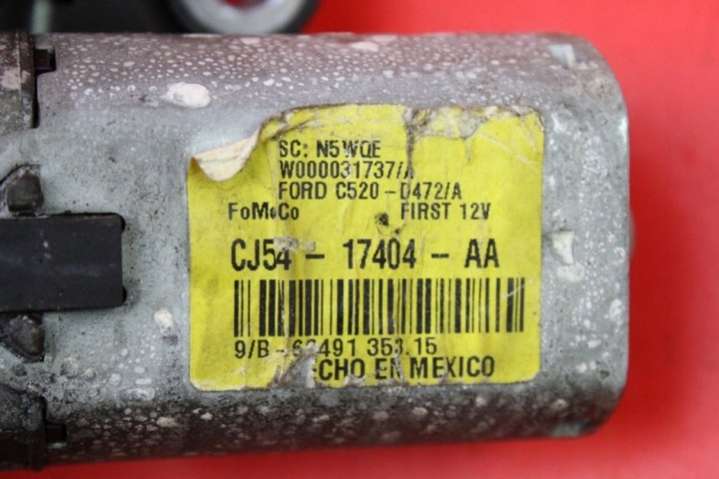 SC: N5WQE
W000031737/A
FORD C520-D472/A
FoMoCo FIRST 12V
CJ54 - 17404 - AA
353.15
EN MEXICO